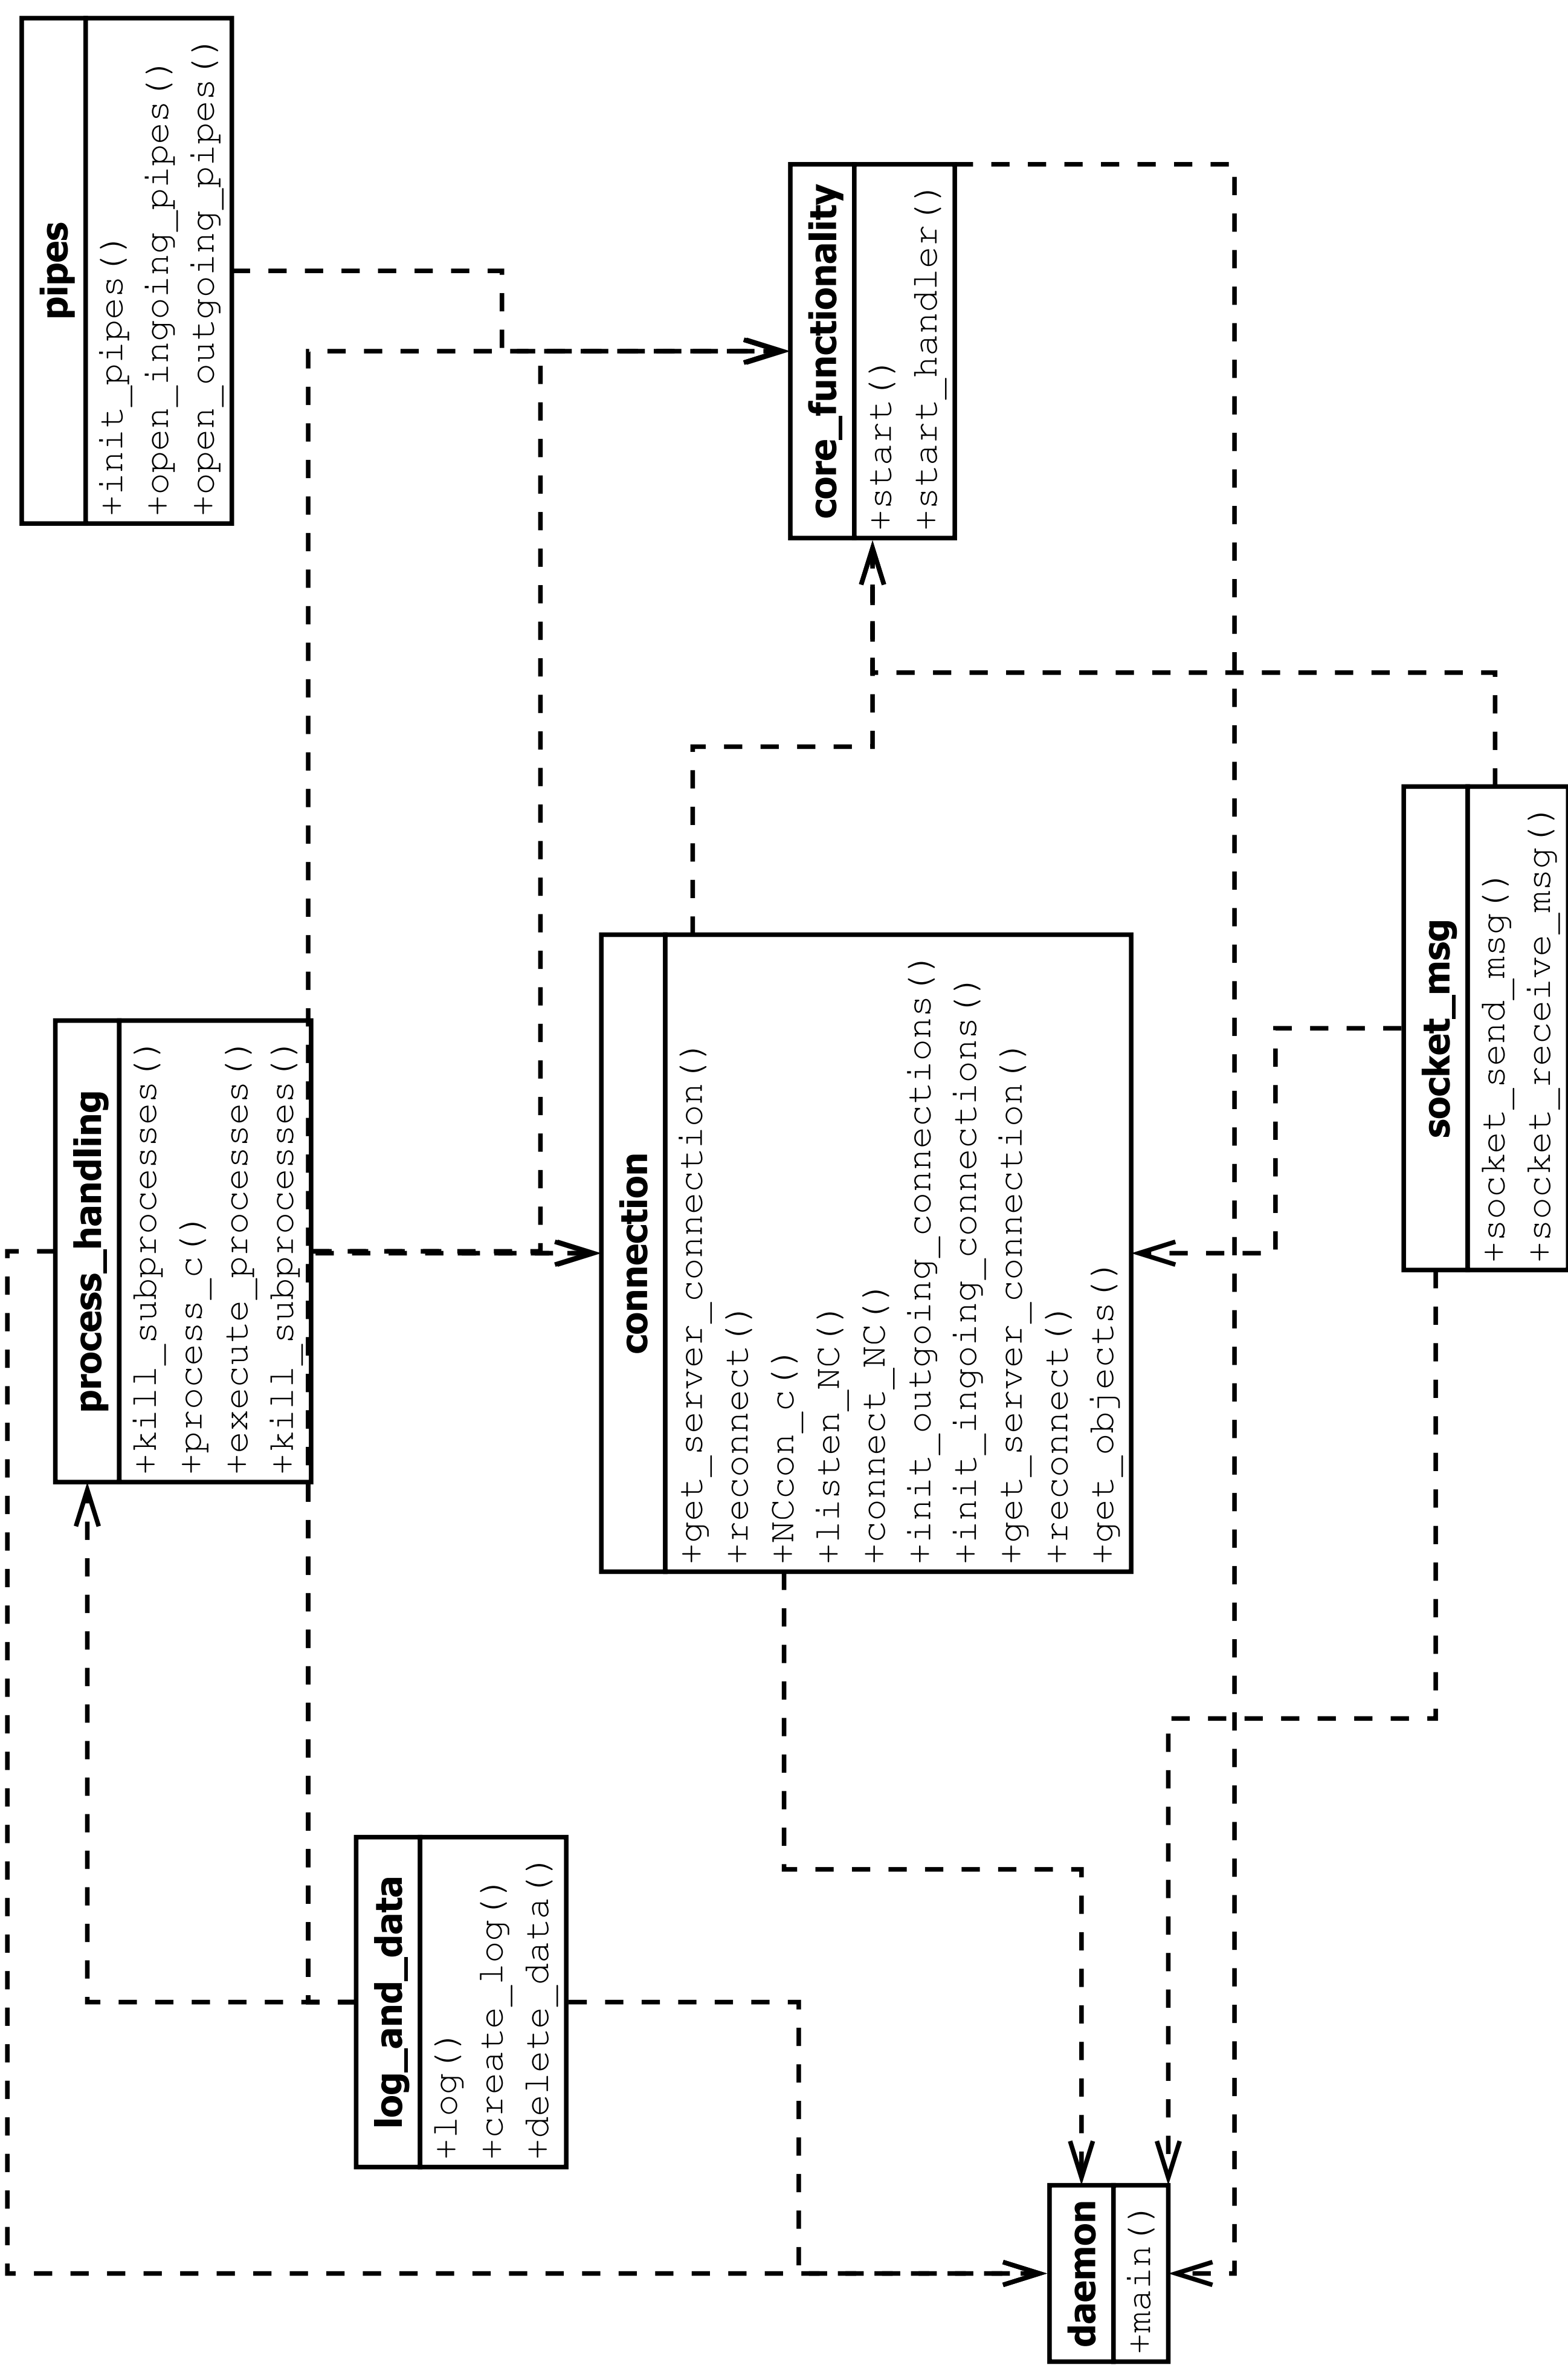 pipes
+init_pipes()
+open_ingoing_pipes()
+open_outgoing_pipes()
process_handling
+kill_subprocesses()
+process_c()
+execute_processes()
+kill_subprocesses()
log_and_data
+log()
+create_log()
+delete_data()
core_functionality
+start()
+start_handler()
connection
+get_server_connection()
+reconnect()
+NCcon_c()
+listen_NC()
+connect_NC()
+init_outgoing_connections()
+init_ingoing_connections()
+get_server_connection()
+reconnect()
+get_objects()
daemon
+main()
socket_msg
+socket_send_msg()
+socket_receive_msg()